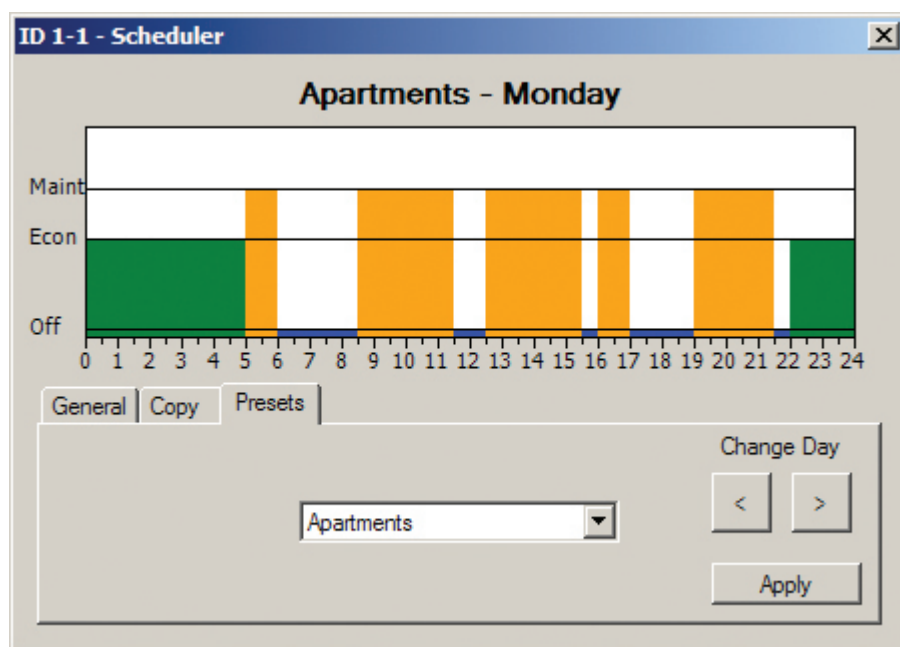 ID 1-1 - Scheduler
Apartments - Monday
Maint
Econ
Off
0 1 2 3 4 5 6 7 8 9 10 11 12 13 14 15 16 17 18 19 20 21 22 23 24
General Copy Presets
Change Day
< >
Apartments
Apply